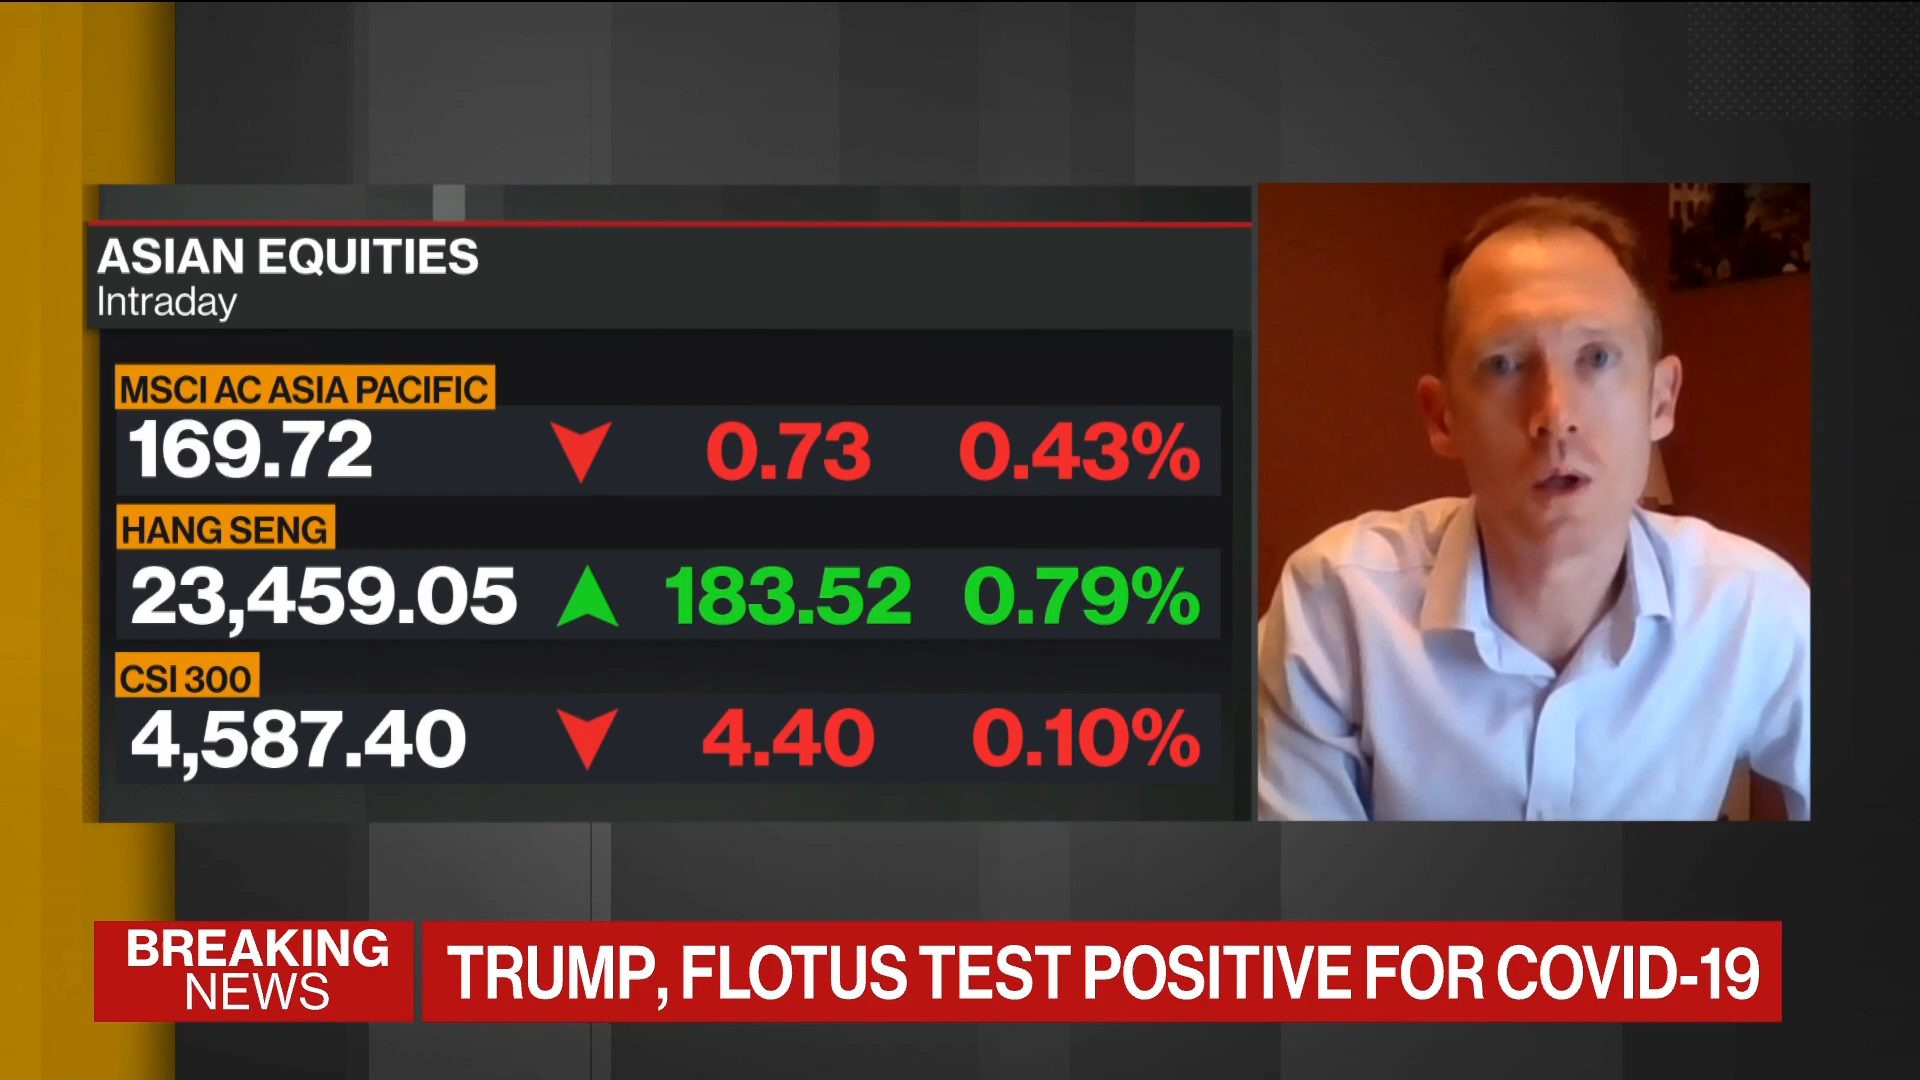 ASIAN EQUITIES
Intraday
MSCI AC ASIA PACIFIC
169.72 ▼ 0.73 0.43%
HANG SENG
23,459.05 ▲ 183.52 0.79%
CSI 300
4,587.40 ▼ 4.40 0.10%
BREAKING
NEWS
TRUMP, FLOTUS TEST POSITIVE FOR COVID-19